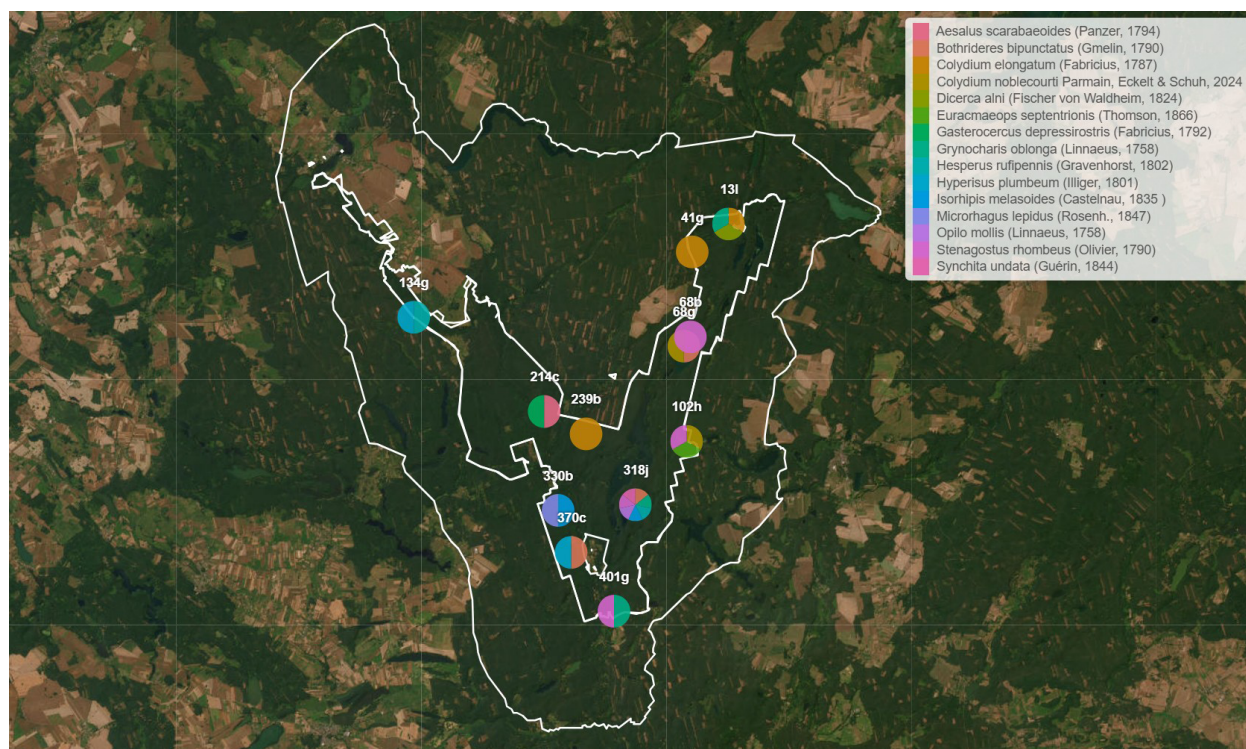 Aesalus scarabaeoides (Panzer, 1794)
Bothrideres bipunctatus (Gmelin, 1790)
Colydium elongatum (Fabricius, 1787)
Colydium noblecourti Parmain, Eckelt & Schuh, 2024
Dicerca alni (Fischer von Waldheim, 1824)
Euracmaeops septentrionis (Thomson, 1866)
Gasterocercus depressirostris (Fabricius, 1792)
Grynocharis oblonga (Linnaeus, 1758)
Hesperus rufipennis (Gravenhorst, 1802)
Hyperisus plumbeum (Illiger, 1801)
Isorhipis melasoides (Castelnau, 1835 )
Microrhagus lepidus (Rosenh., 1847)
Opilo mollis (Linnaeus, 1758)
Stenagostus rhombeus (Olivier, 1790)
Synchita undata (Guérin, 1844)
13l
41g
134g
68b
68g
214c
239b
102h
318j
330b
370c
401g